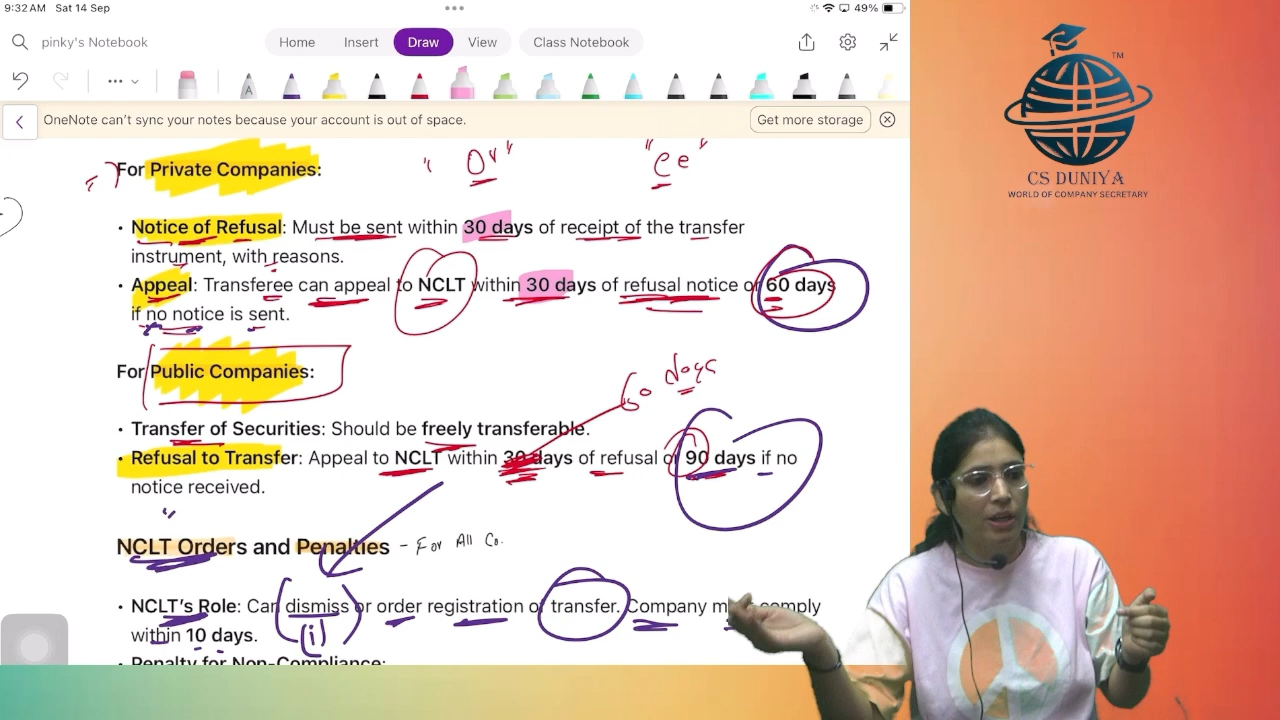 9:32 AM Sat 14 Sep
49%
pinky's Notebook
Home Insert Draw View Class Notebook
A
OneNote can't sync your notes because your account is out of space.
Get more storage
For Private Companies:
" Or "
" ee "
• Notice of Refusal: Must be sent within 30 days of receipt of the transfer
instrument, with reasons.
• Appeal: Transferee can appeal to NCLT within 30 days of refusal notice or 60 days
if no notice is sent.
For Public Companies:
60 days
• Transfer of Securities: Should be freely transferable.
• Refusal to Transfer: Appeal to NCLT within 30 days of refusal or 90 days if no
notice received.
NCLT Orders and Penalties - For All Co.
• NCLT's Role: Can dismiss or order registration of transfer. Company must comply
(i)
within 10 days.
Penalty for Non-Compliance:
TM
CS DUNIYA
WORLD OF COMPANY SECRETARY